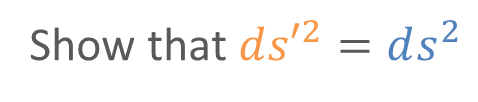 Show that ds′² = ds²